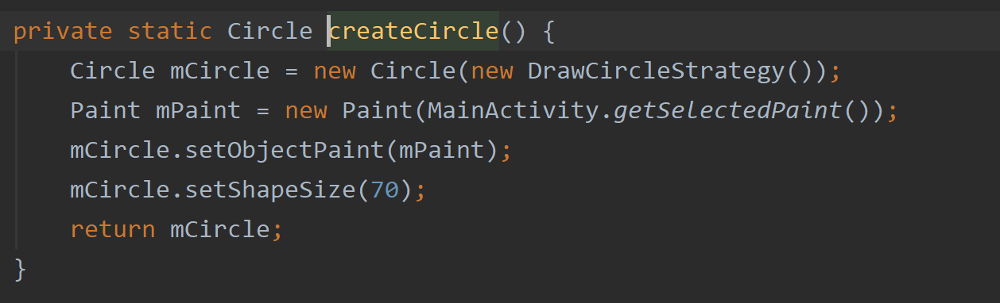 private static Circle createCircle() {
    Circle mCircle = new Circle(new DrawCircleStrategy());
    Paint mPaint = new Paint(MainActivity.getSelectedPaint());
    mCircle.setObjectPaint(mPaint);
    mCircle.setShapeSize(70);
    return mCircle;
}